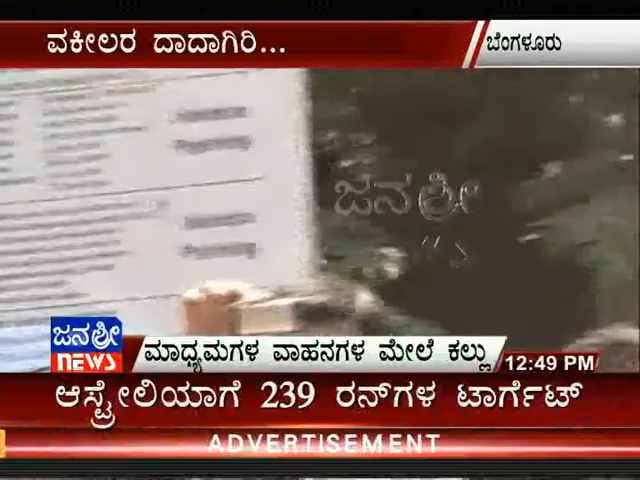 ವಕೀಲರ ದಾದಾಗಿರಿ...
ಬೆಂಗಳೂರು
ಜನಶ್ರೀ
ಜನಶ್ರೀ
NEWS
ಮಾಧ್ಯಮಗಳ ವಾಹನಗಳ ಮೇಲೆ ಕಲ್ಲು
12:49 PM
ಆಸ್ಟ್ರೇಲಿಯಾಗೆ 239 ರನ್‌ಗಳ ಟಾರ್ಗೆಟ್
ADVERTISEMENT